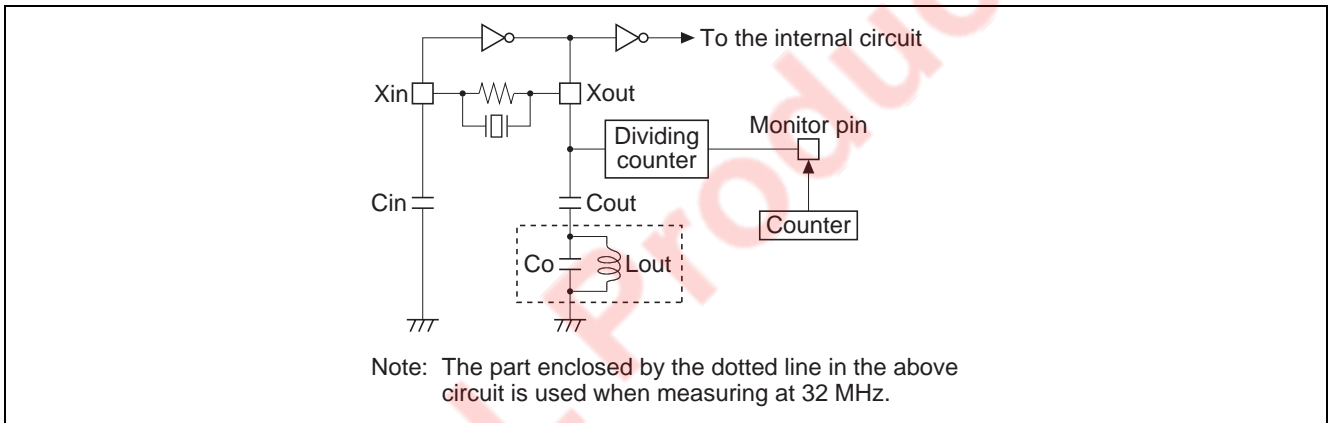 To the internal circuit
Xin
Xout
Monitor pin
Dividing
counter
Cin
Cout
Counter
Co
Lout
Note: The part enclosed by the dotted line in the above
circuit is used when measuring at 32 MHz.
L Produc